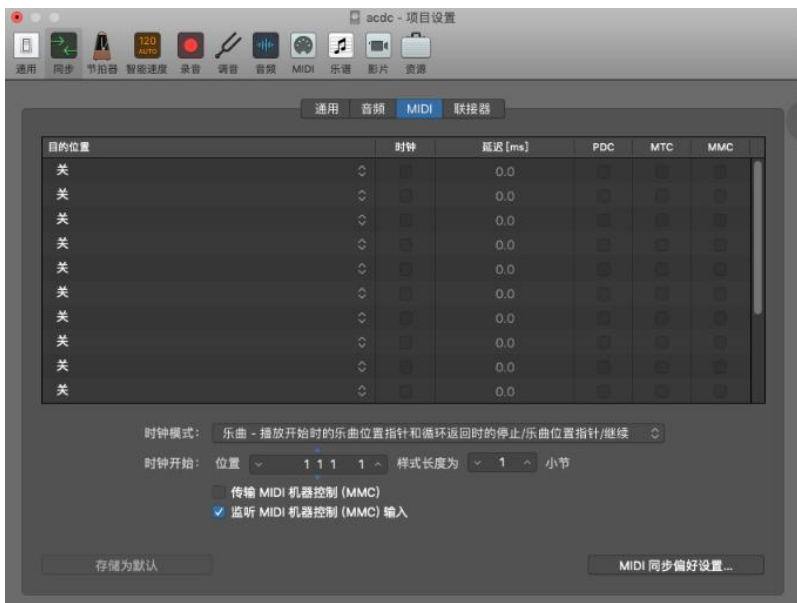 acdc - 项目设置
120
AUTO
通用 同步 节拍器 智能速度 录音 调音 音频 MIDI 乐谱 影片 资源
通用 音频 MIDI 联接器
目的位置 时钟 延迟 [ms] PDC MTC MMC
关 0.0
关 0.0
关 0.0
关 0.0
关 0.0
关 0.0
关 0.0
关 0.0
关 0.0
关 0.0
时钟模式： 乐曲 - 播放开始时的乐曲位置指针和循环返回时的停止/乐曲位置指针/继续
时钟开始： 位置 1 1 1 1 样式长度为 1 小节
传输 MIDI 机器控制 (MMC)
监听 MIDI 机器控制 (MMC) 输入
存储为默认 MIDI 同步偏好设置...